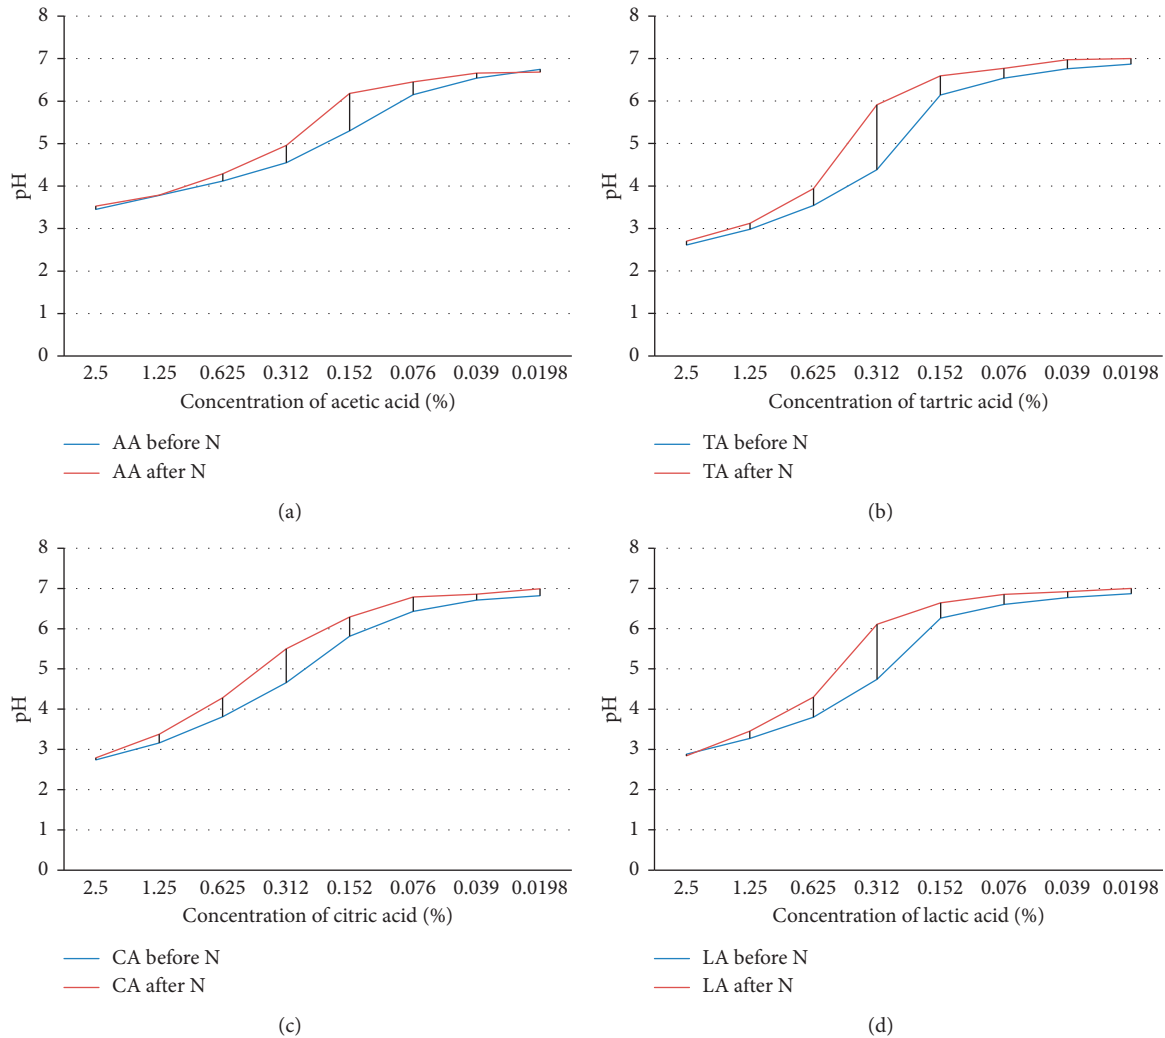 8
7
6
5
4
3
2
1
0
pH
2.5 1.25 0.625 0.312 0.152 0.076 0.039 0.0198
Concentration of acetic acid (%)
AA before N
AA after N
(a)
8
7
6
5
4
3
2
1
0
pH
2.5 1.25 0.625 0.312 0.152 0.076 0.039 0.0198
Concentration of tartric acid (%)
TA before N
TA after N
(b)
8
7
6
5
4
3
2
1
0
pH
2.5 1.25 0.625 0.312 0.152 0.076 0.039 0.0198
Concentration of citric acid (%)
CA before N
CA after N
(c)
8
7
6
5
4
3
2
1
0
pH
2.5 1.25 0.625 0.312 0.152 0.076 0.039 0.0198
Concentration of lactic acid (%)
LA before N
LA after N
(d)